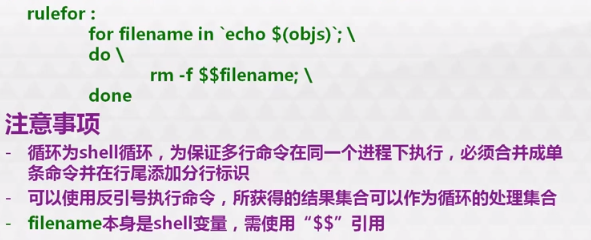 rulefor :
for filename in `echo $(objs)`; \
do \
rm -f $$filename; \
done
注意事项
- 循环为shell循环，为保证多行命令在同一个进程下执行，必须合并成单
条命令并在行尾添加分行标识
- 可以使用反引号执行命令，所获得的结果集合可以作为循环的处理集合
- filename本身是shell变量，需使用“$$”引用